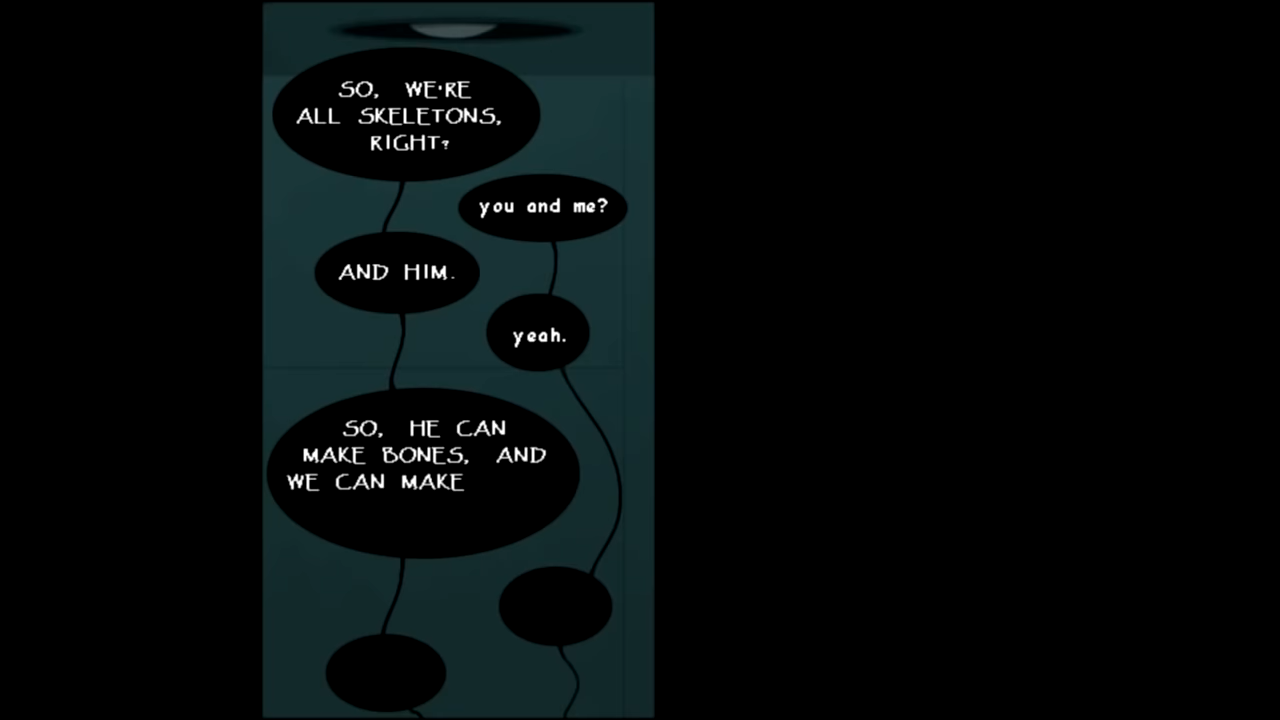 SO, WE'RE
ALL SKELETONS,
RIGHT?
you and me?
AND HIM.
yeah.
SO, HE CAN
MAKE BONES, AND
WE CAN MAKE